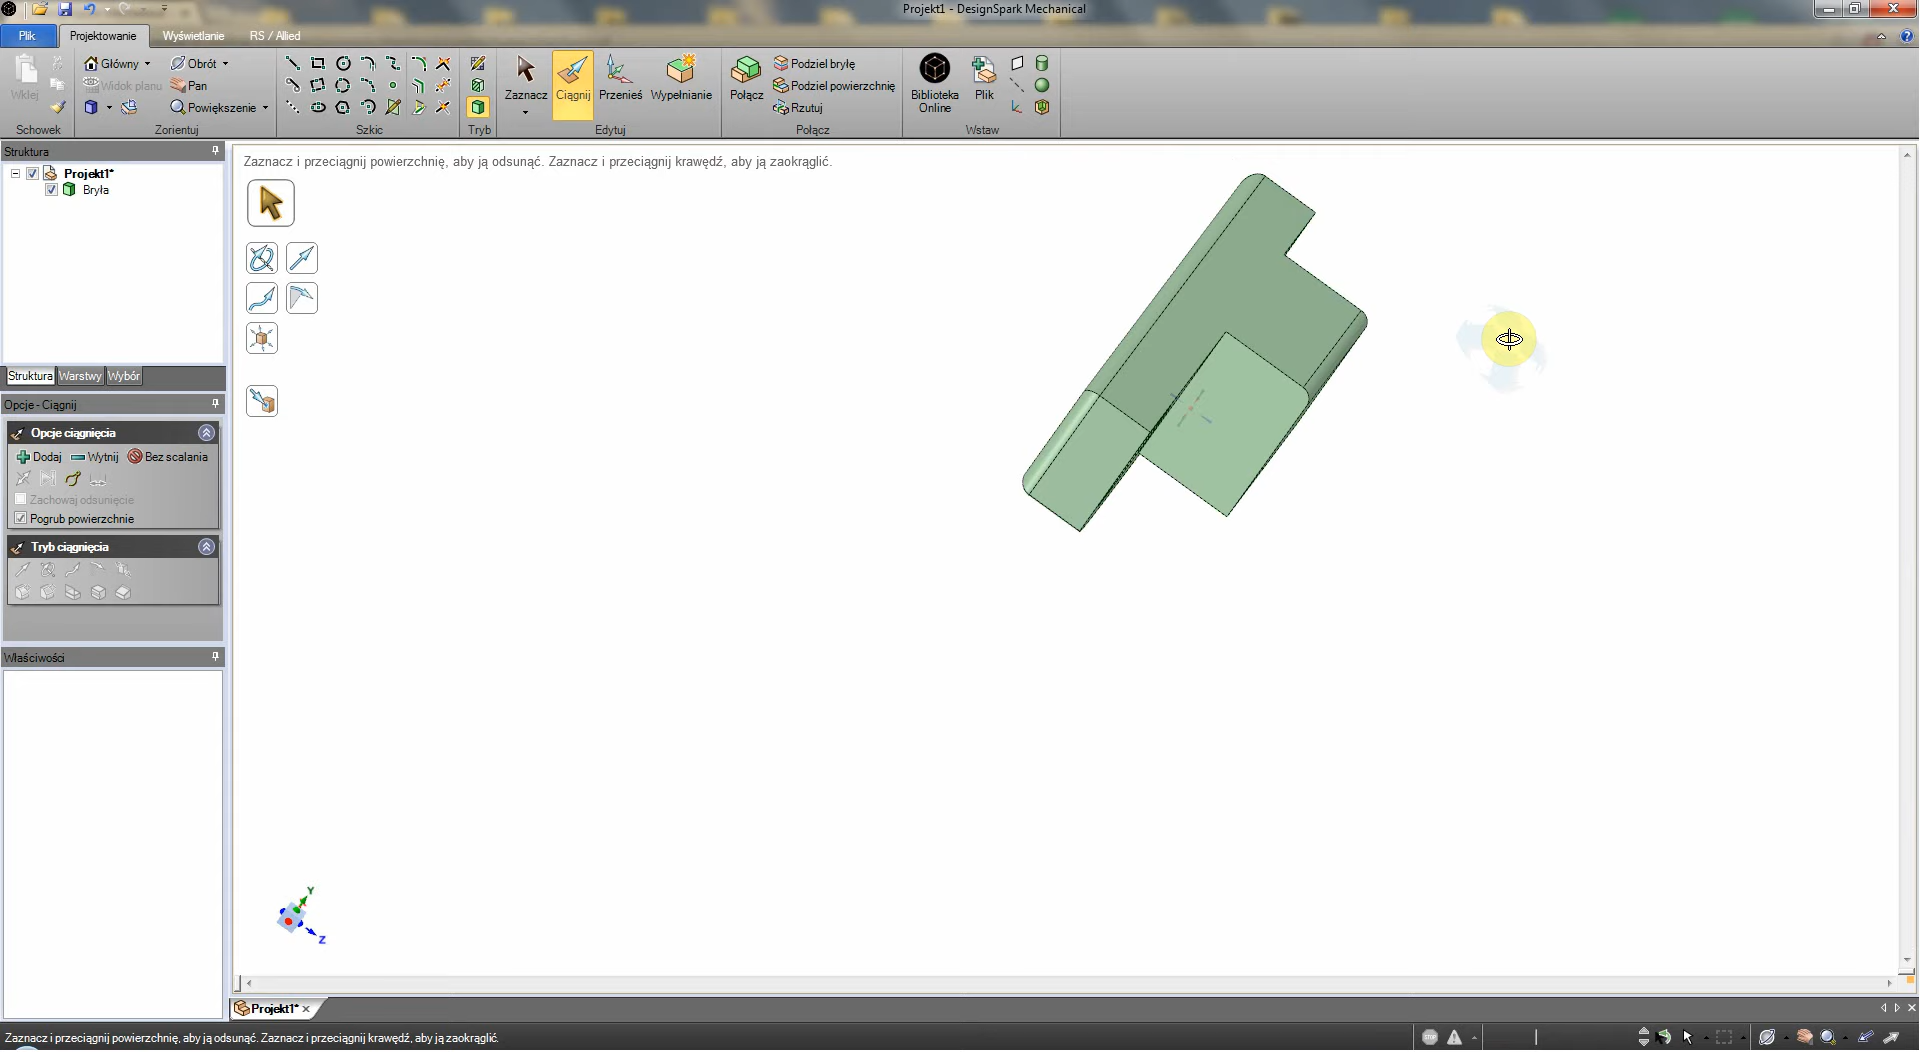 Projekt1 - DesignSpark Mechanical
Plik
Projektowanie
Wyświetlanie
RS / Allied
Wklej
Schowek
Główny
Widok planu
Obrót
Pan
Powiększenie
Zorientuj
Szkic
Tryb
Zaznacz
Ciągnij
Przenieś
Wypełnianie
Edytuj
Połącz
Podziel bryłę
Podziel powierzchnię
Rzutuj
Połącz
Biblioteka
Online
Plik
Wstaw
Struktura
Projekt1*
Bryła
Struktura Warstwy Wybór
Opcje - Ciągnij
Opcje ciągnięcia
Dodaj Wytnij Bez scalania
Zachowaj odsunięcie
Pogrub powierzchnie
Tryb ciągnięcia
Właściwości
Zaznacz i przeciągnij powierzchnię, aby ją odsunąć. Zaznacz i przeciągnij krawędź, aby ją zaokrąglić.
Y
Z
Projekt1*
Zaznacz i przeciągnij powierzchnię, aby ją odsunąć. Zaznacz i przeciągnij krawędź, aby ją zaokrąglić.